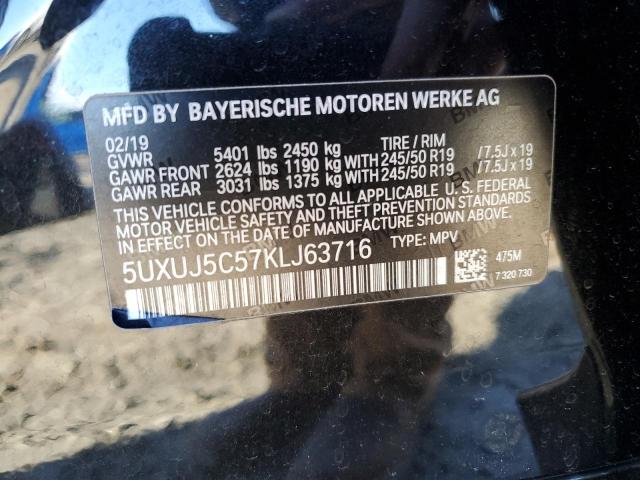 MFD BY BAYERISCHE MOTOREN WERKE AG
02/19 TIRE / RIM
GVWR 5401 lbs 2450 kg
GAWR FRONT 2624 lbs 1190 kg WITH 245/50 R19 /7.5J x 19
GAWR REAR 3031 lbs 1375 kg WITH 245/50 R19 /7.5J x 19
THIS VEHICLE CONFORMS TO ALL APPLICABLE U.S. FEDERAL
MOTOR VEHICLE SAFETY AND THEFT PREVENTION STANDARDS
IN EFFECT ON THE DATE OF MANUFACTURE SHOWN ABOVE.
5UXUJ5C57KLJ63716 TYPE: MPV
475M
7 320 730